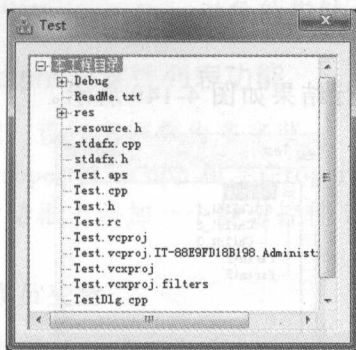 Test
本工程目录
Debug
ReadMe.txt
res
resource.h
stdafx.cpp
stdafx.h
Test.aps
Test.cpp
Test.h
Test.rc
Test.vcproj
Test.vcproj.IT-88E9FD18B198.Administ
Test.vcxproj
Test.vcxproj.filters
TestDlg.cpp